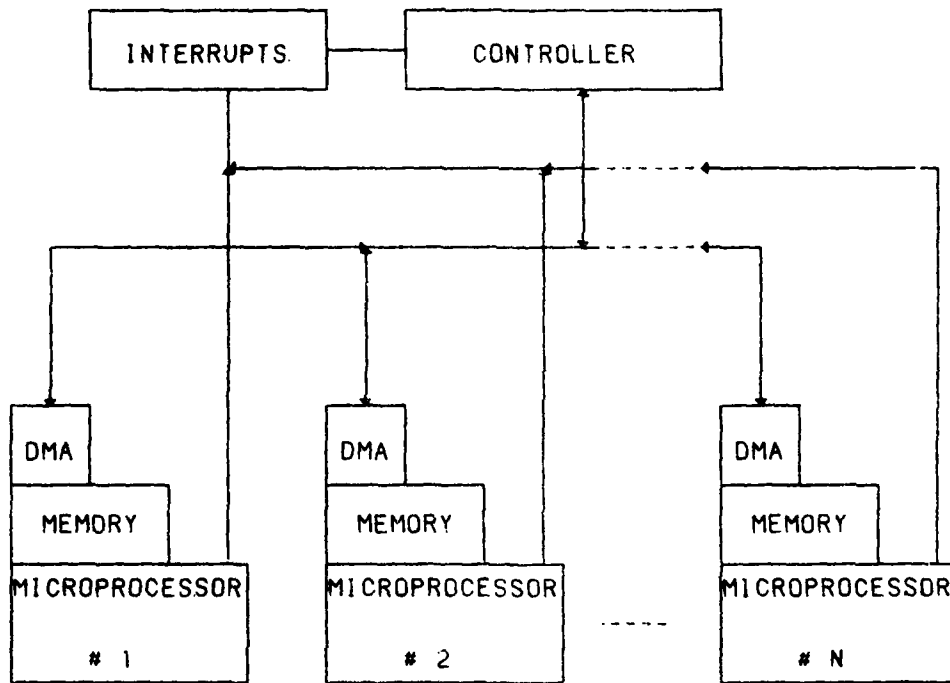 INTERRUPTS.
CONTROLLER
DMA
DMA
DMA
MEMORY
MEMORY
MEMORY
MICROPROCESSOR
MICROPROCESSOR
MICROPROCESSOR
# 1
# 2
# N